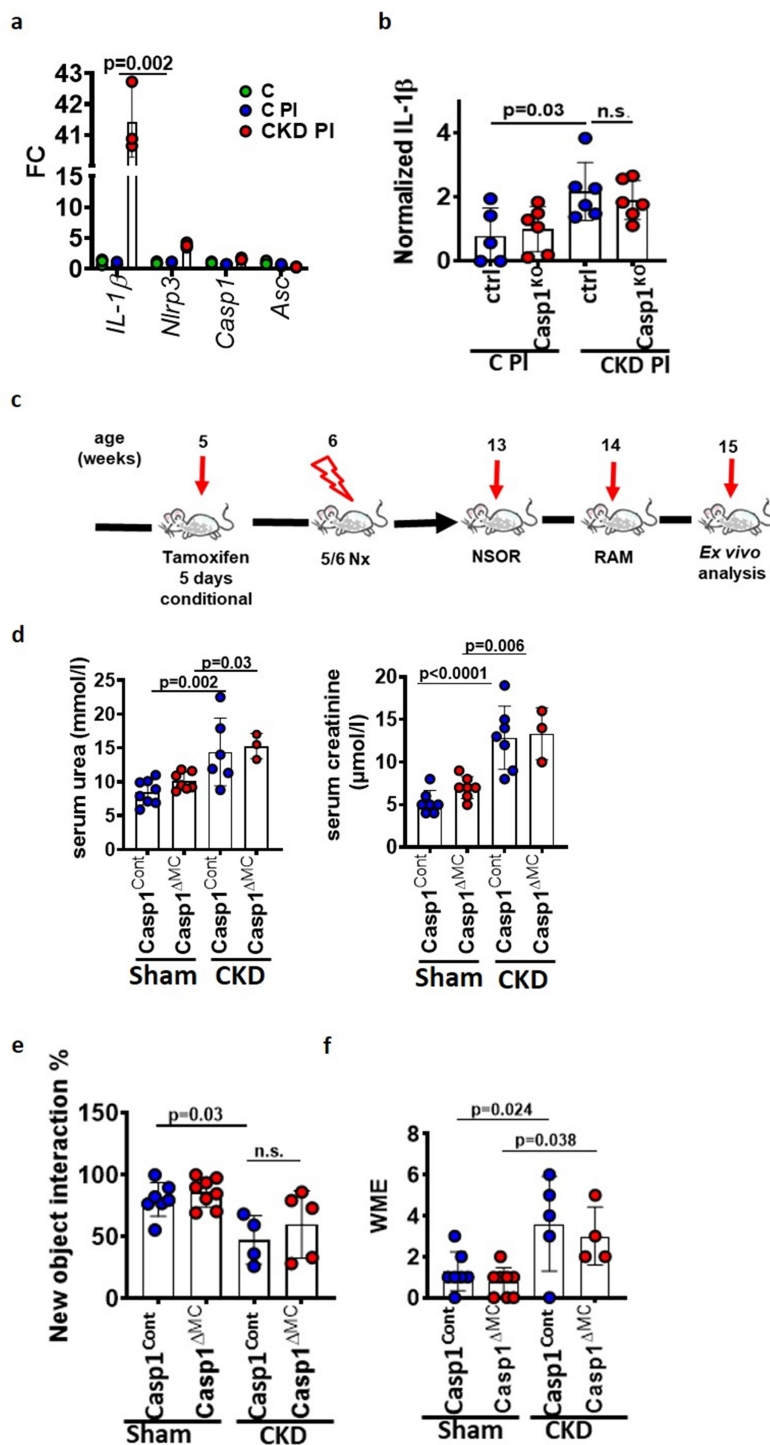 a
p=0.002
43
42
41
15
10
5
0
FC
C
C Pl
CKD Pl
IL-1β
Nlrp3
Casp1
Asc
b
Normalized IL-1β
p=0.03
n.s.
4
2
0
ctrl
Casp1KO
ctrl
Casp1KO
C Pl
CKD Pl
c
age
(weeks)
5
6
13
14
15
Tamoxifen
5 days
conditional
5/6 Nx
NSOR
RAM
Ex vivo
analysis
d
serum urea (mmol/l)
p=0.03
p=0.002
25
20
15
10
5
0
Casp1Cont
Casp1ΔMC
Casp1Cont
Casp1ΔMC
Sham
CKD
serum creatinine
(μmol/l)
p=0.006
p<0.0001
20
15
10
5
0
Casp1Cont
Casp1ΔMC
Casp1Cont
Casp1ΔMC
Sham
CKD
e
New object interaction %
p=0.03
n.s.
150
100
50
0
Casp1Cont
Casp1ΔMC
Casp1Cont
Casp1ΔMC
Sham
CKD
f
WME
p=0.024
p=0.038
8
6
4
2
0
Casp1Cont
Casp1ΔMC
Casp1Cont
Casp1ΔMC
Sham
CKD